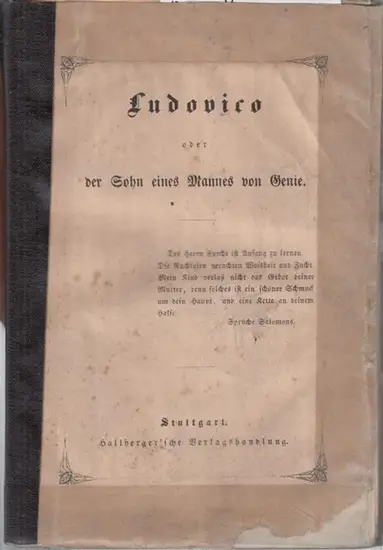 Ludovico
oder
der Sohn eines Mannes von Genie.
Des Herrn Furcht ist Anfang zu lernen
Die Ruchlosen verachten Weisheit und Zucht
Mein Kind verlaß nicht das Gebot deiner
Mutter, denn solches ist ein schöner Schmuck
um dein Haupt, und eine Kette an deinem
Halse
Sprüche Salomons.
Stuttgart.
Hallberger'sche Verlagshandlung.